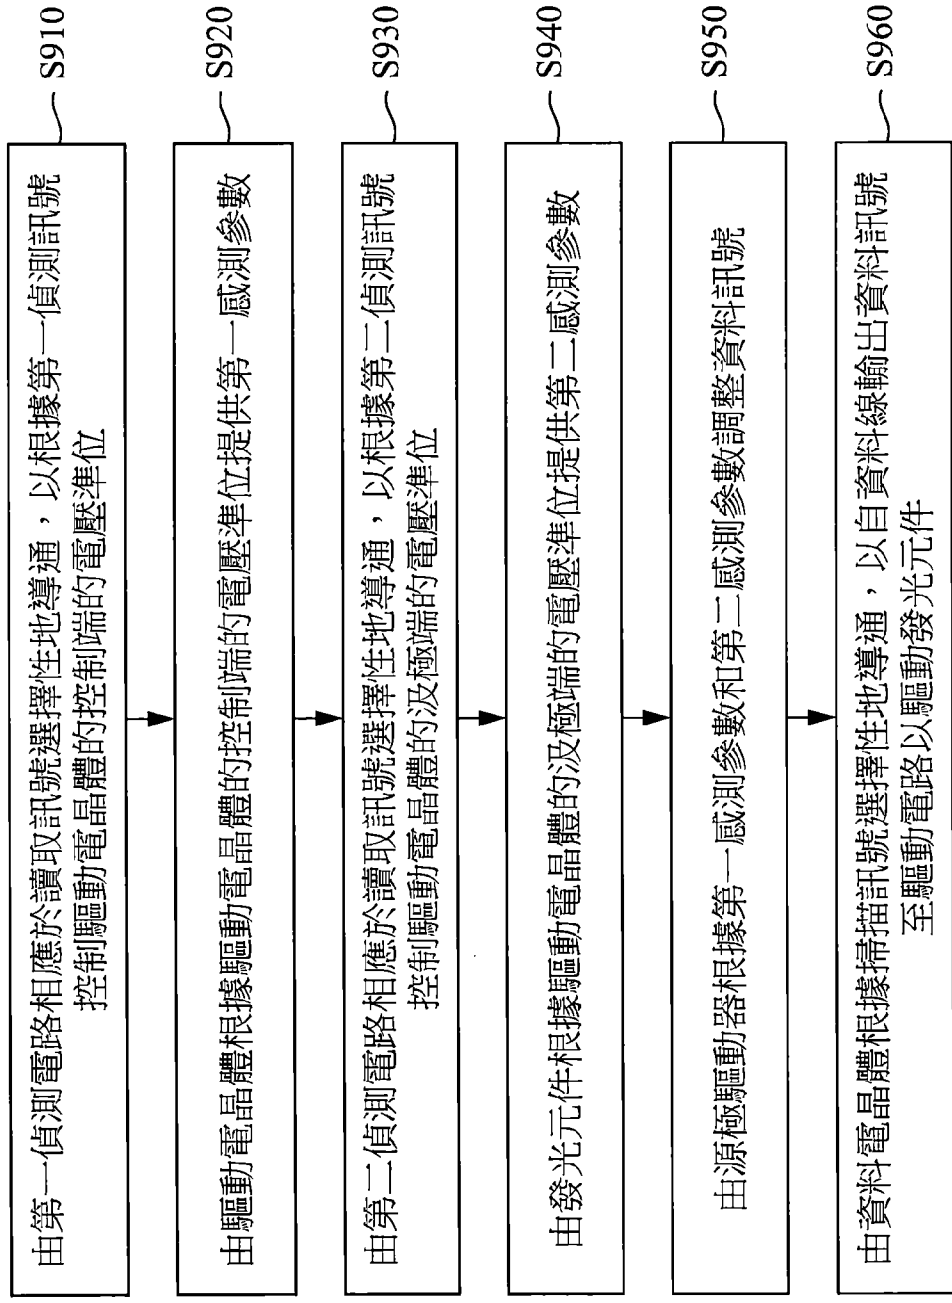 由第一偵測電路相應於讀取訊號選擇性地導通，以根據第一偵測訊號
控制驅動電晶體的控制端的電壓準位
S910
由驅動電晶體根據驅動電晶體的控制端的電壓準位提供第一感測參數
S920
由第二偵測電路相應於讀取訊號選擇性地導通，以根據第二偵測訊號
控制驅動電晶體的汲極端的電壓準位
S930
由發光元件根據驅動電晶體的汲極端的電壓準位提供第二感測參數
S940
由源極驅動器根據第一感測參數和第二感測參數調整資料訊號
S950
由資料電晶體根據掃描訊號選擇性地導通，以自資料線輸出資料訊號
至驅動電路以驅動發光元件
S960